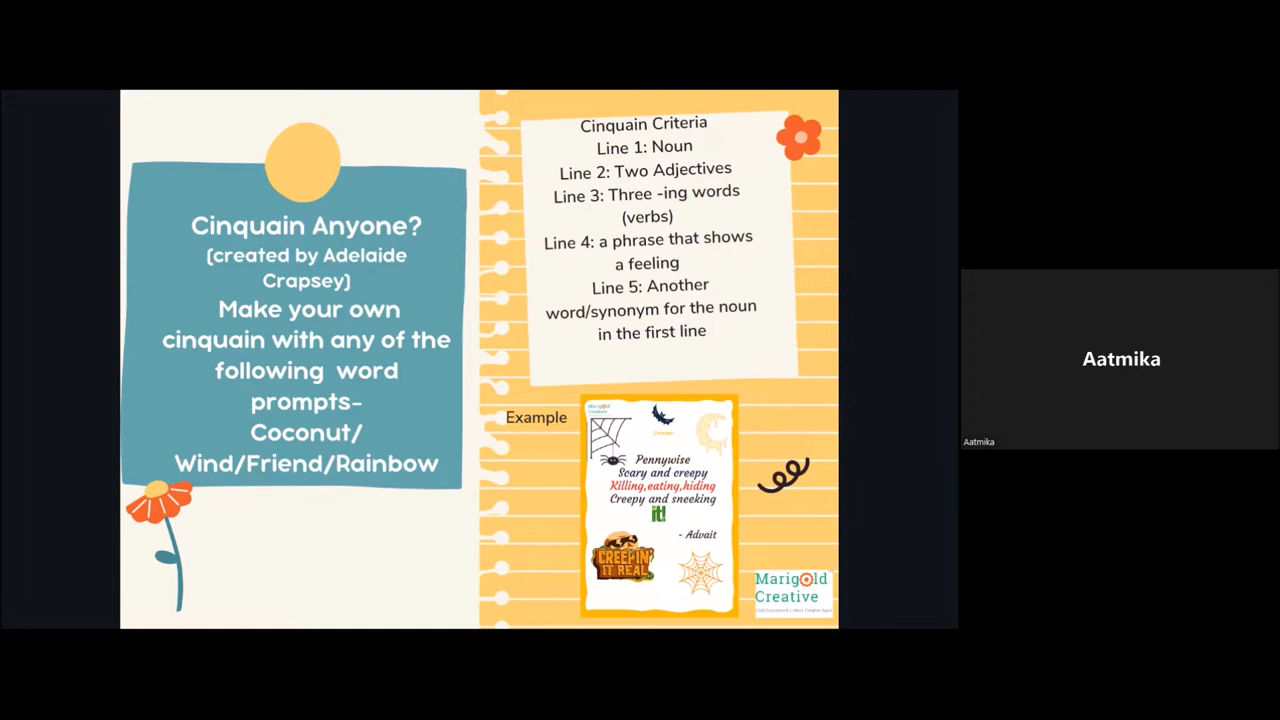 Cinquain Anyone?
(created by Adelaide
Crapsey)
Make your own
cinquain with any of the
following word
prompts-
Coconut/
Wind/Friend/Rainbow
Cinquain Criteria
Line 1: Noun
Line 2: Two Adjectives
Line 3: Three -ing words
(verbs)
Line 4: a phrase that shows
a feeling
Line 5: Another
word/synonym for the noun
in the first line
Example
Marigold
Creative
Cinquain
Pennywise
Scary and creepy
Killing,eating,hiding
Creepy and sneeking
it!
- Advait
CREEPIN'
IT REAL
Marigold
Creative
Aatmika
Aatmika